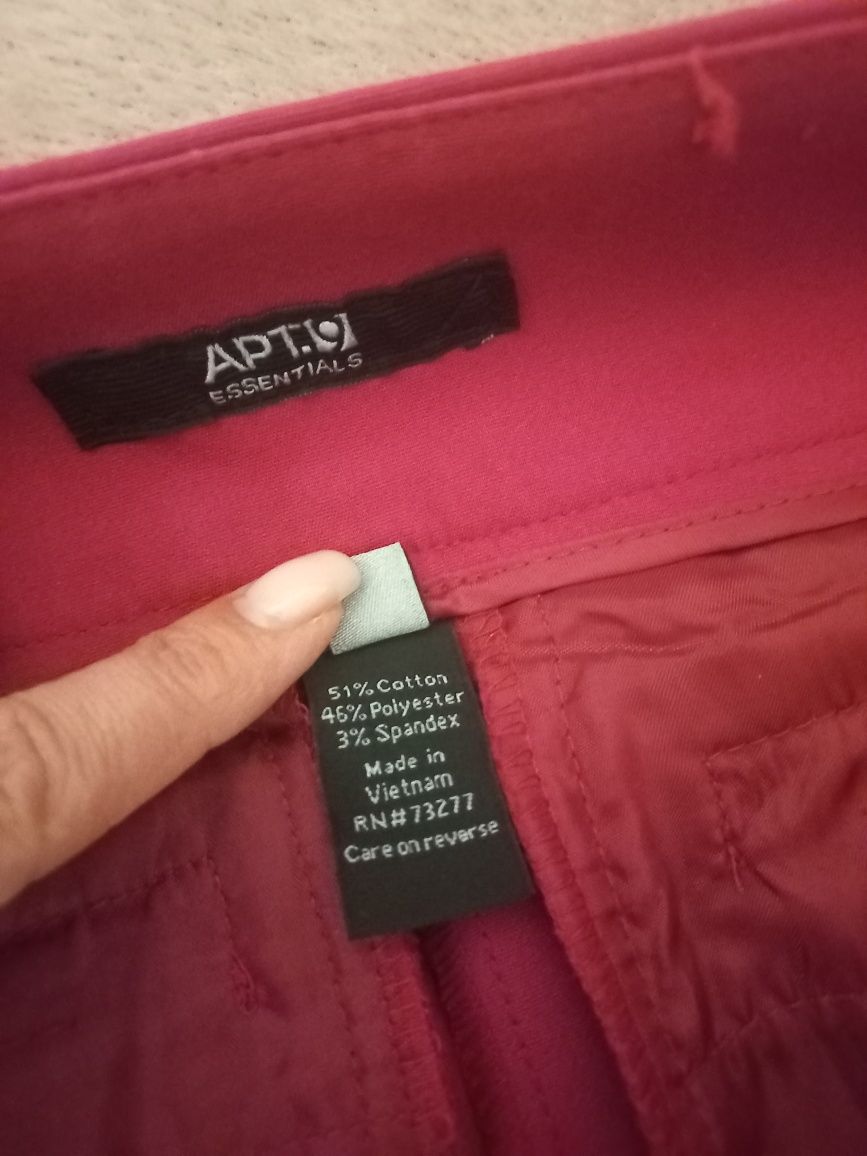 APT.9
ESSENTIALS
51% Cotton
46% Polyester
3% Spandex
Made in
Vietnam
RN#73277
Care on reverse